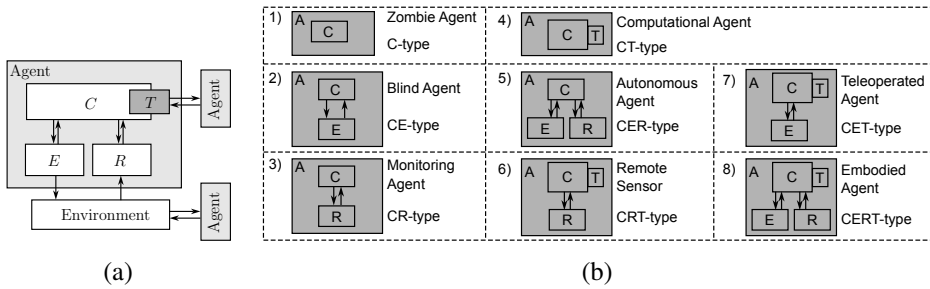 Agent
C
T
Agent
E
R
Environment
Agent
(a)
1)
A
C
Zombie Agent
C-type
4)
A
C
T
Computational Agent
CT-type
2)
A
C
E
Blind Agent
CE-type
5)
A
C
E
R
Autonomous
Agent
CER-type
7)
A
C
T
E
Teleoperated
Agent
CET-type
3)
A
C
R
Monitoring
Agent
CR-type
6)
A
C
T
R
Remote
Sensor
CRT-type
8)
A
C
T
E
R
Embodied
Agent
CERT-type
(b)